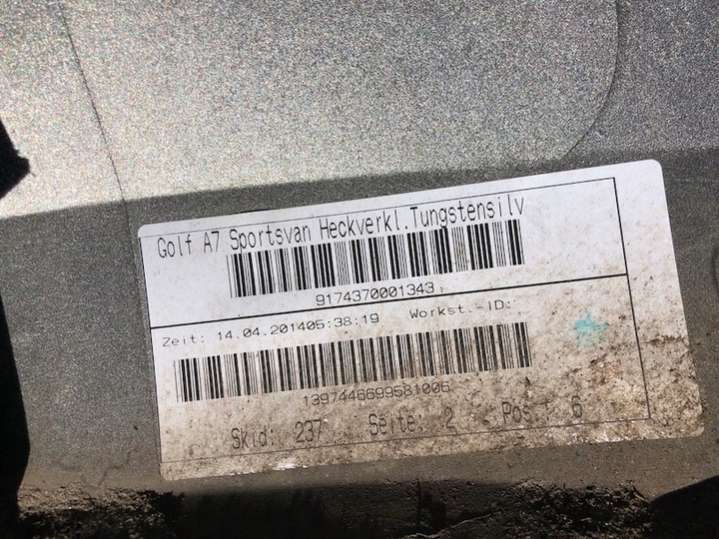 Golf A7 Sportsvan Heckverkl.Tungstensilv
9174370001343
Zeit: 14.04.201405:38:19 Workst.-ID:
1397446699581006
Skid: 237 Seite: 2 Pos.: 6